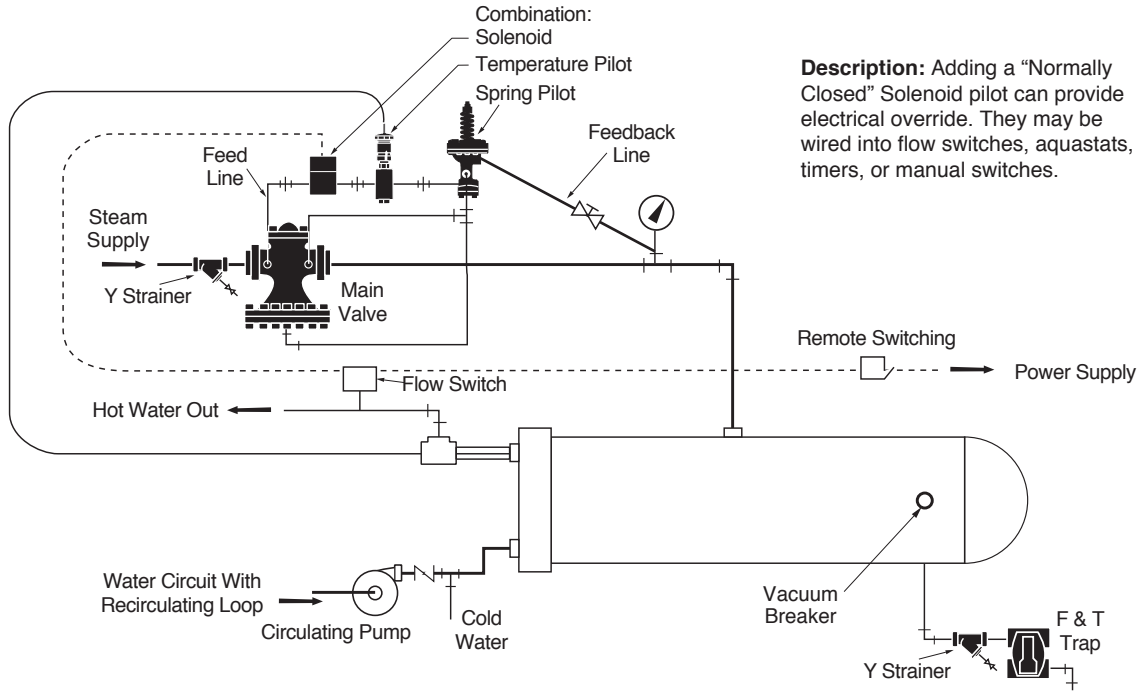 Combination:
Solenoid
Temperature Pilot
Spring Pilot
Description: Adding a “Normally
Closed” Solenoid pilot can provide
electrical override. They may be
wired into flow switches, aquastats,
timers, or manual switches.
Feedback
Line
Feed
Line
Steam
Supply
Y Strainer
Main
Valve
Remote Switching
Power Supply
Flow Switch
Hot Water Out
Water Circuit With
Recirculating Loop
Circulating Pump
Cold
Water
Vacuum
Breaker
F & T
Trap
Y Strainer